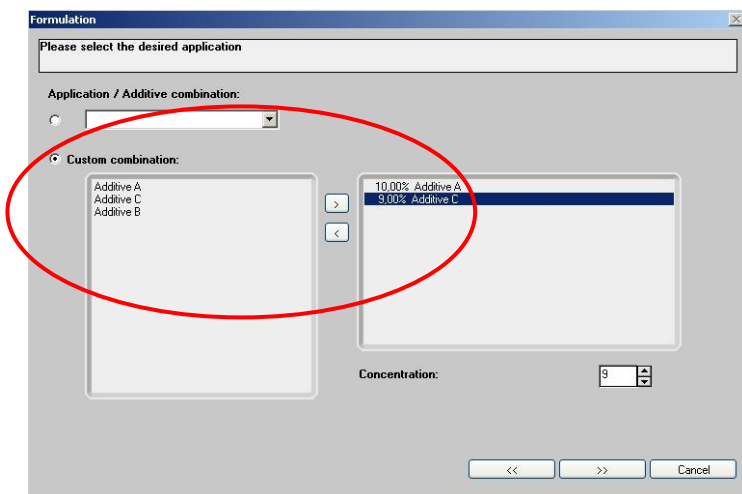 Formulation
Please select the desired application
Application / Additive combination:
Custom combination:
Additive A
Additive C
Additive B
>
<
10,00% Additive A
9,00% Additive C
Concentration:
9
<<
>>
Cancel